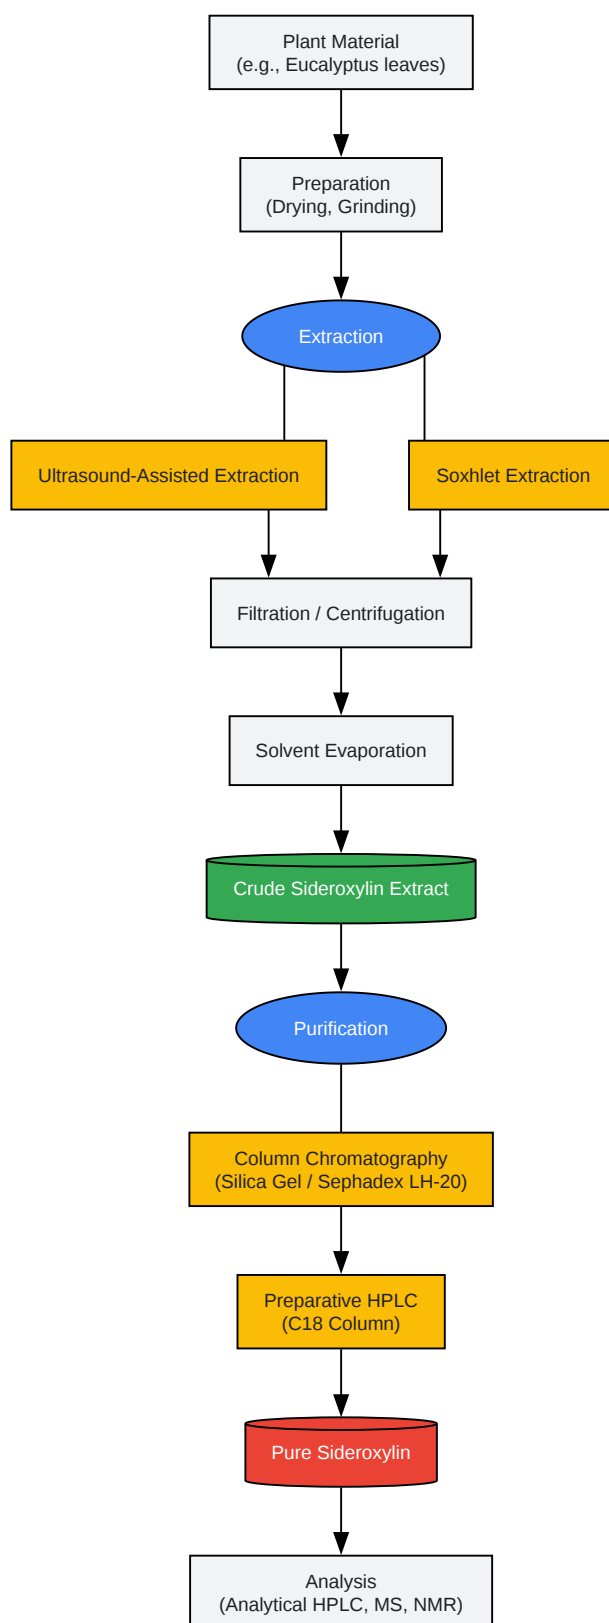 Plant Material
(e.g., Eucalyptus leaves)
Preparation
(Drying, Grinding)
Extraction
Ultrasound-Assisted Extraction
Soxhlet Extraction
Filtration / Centrifugation
Solvent Evaporation
Crude Sideroxylin Extract
Purification
Column Chromatography
(Silica Gel / Sephadex LH-20)
Preparative HPLC
(C18 Column)
Pure Sideroxylin
Analysis
(Analytical HPLC, MS, NMR)